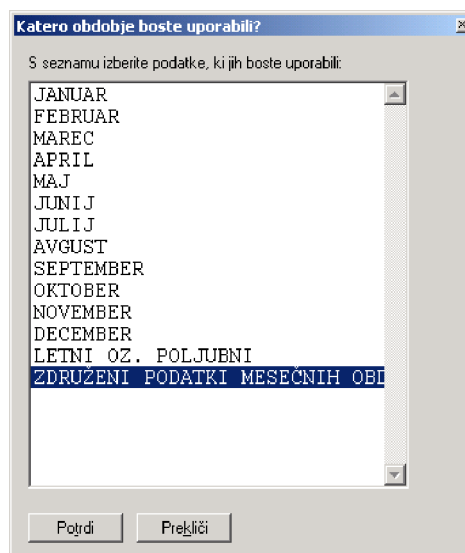 Katero obdobje boste uporabili?
S seznamu izberite podatke, ki jih boste uporabili:
JANUAR
FEBRUAR
MAREC
APRIL
MAJ
JUNIJ
JULIJ
AVGUST
SEPTEMBER
OKTOBER
NOVEMBER
DECEMBER
LETNI OZ. POLJUBNI
ZDRUŽENI PODATKI MESEČNIH OBD
Potrdi Prekliči